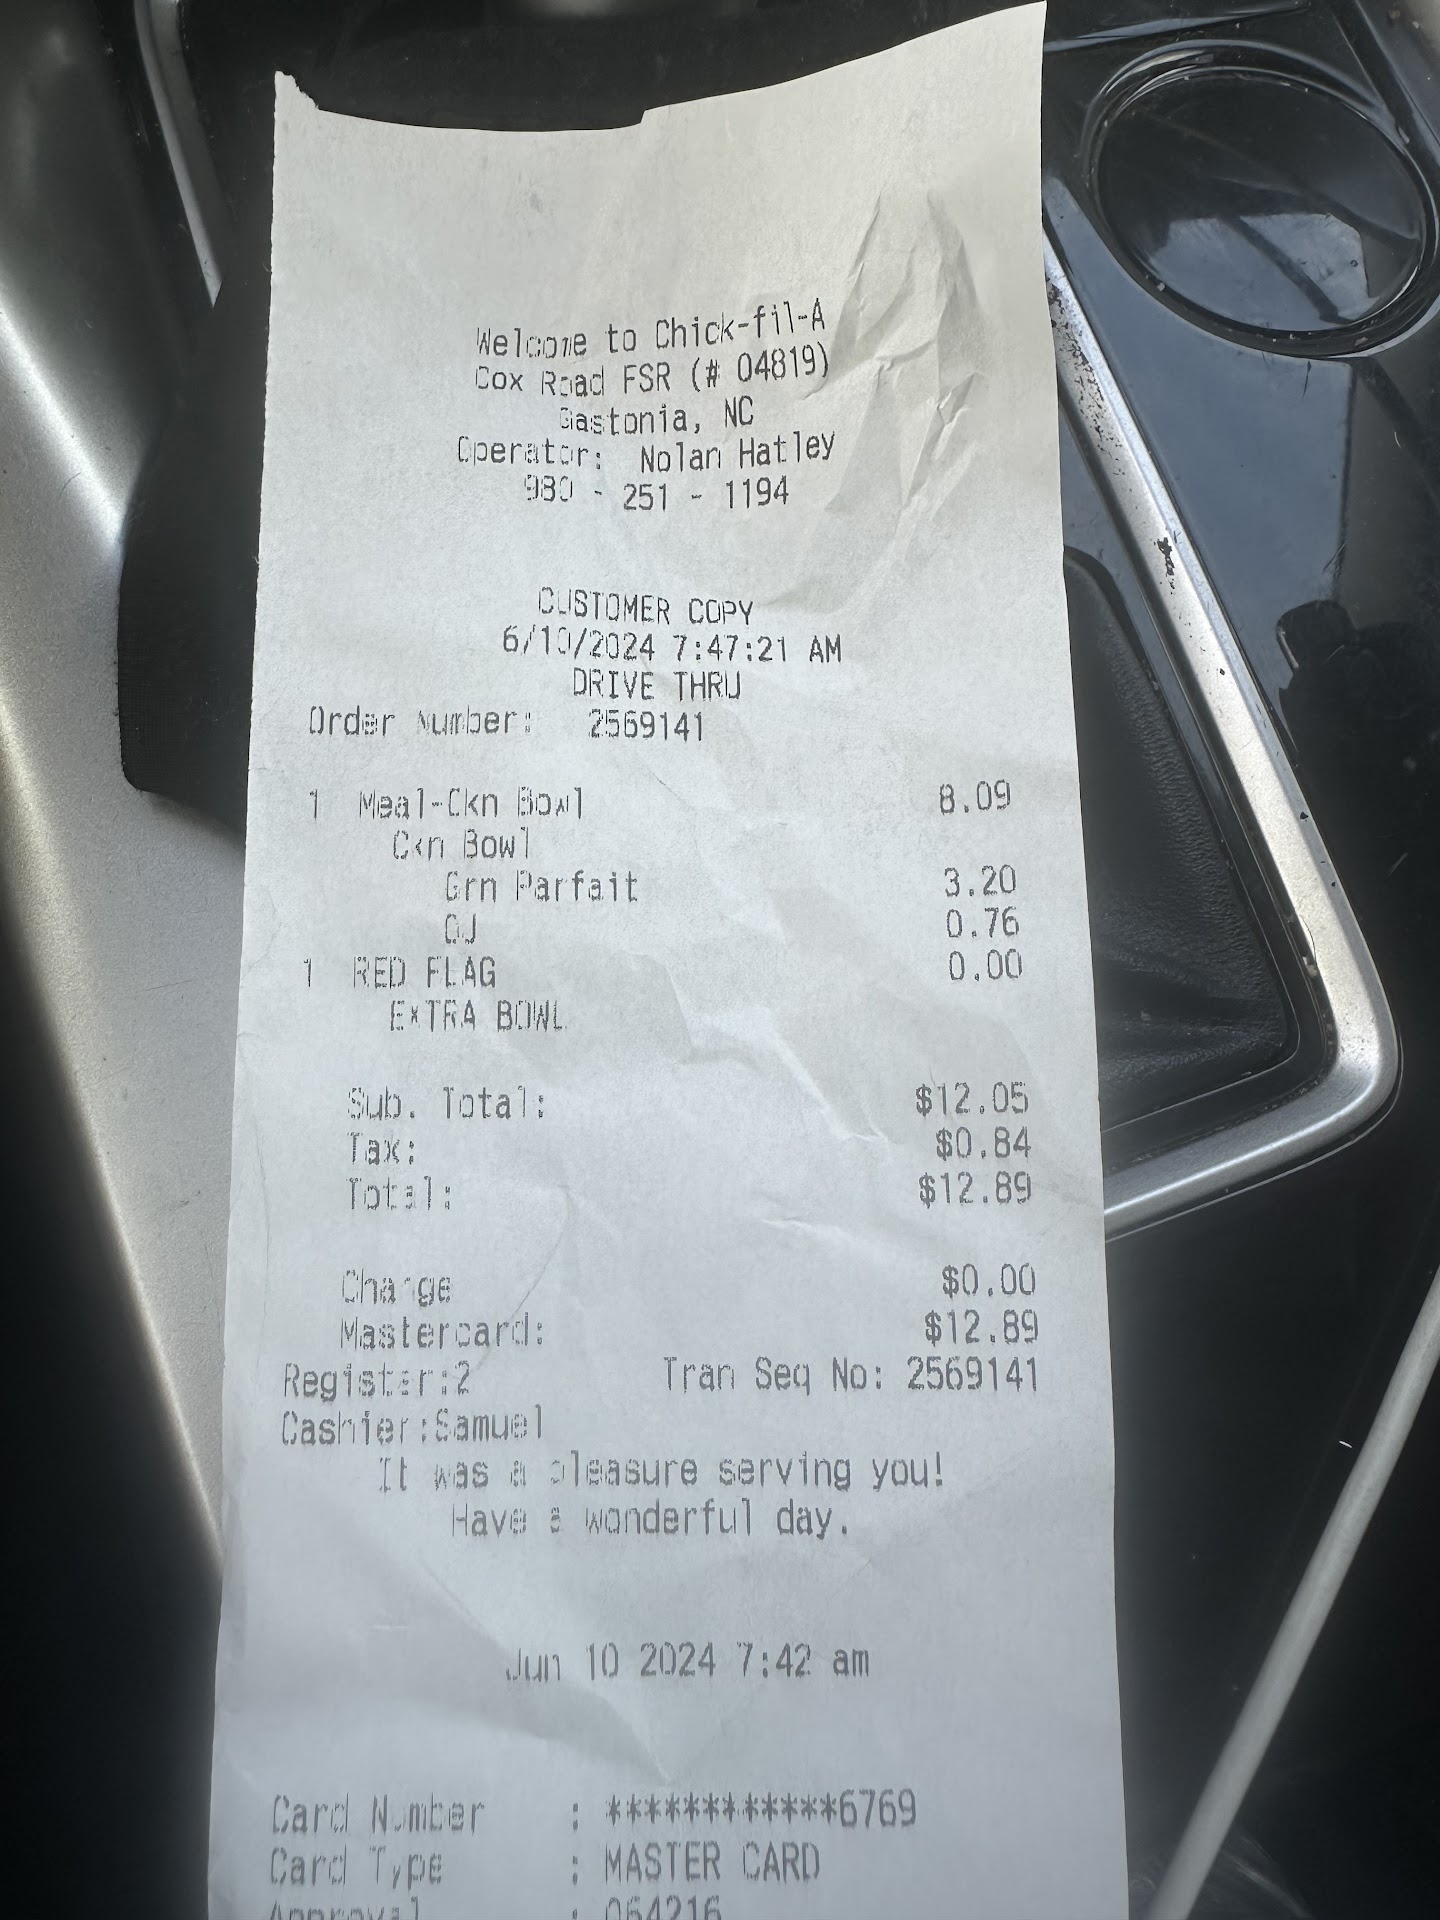 Welcome to Chick-fil-A
Cox Road FSR (# 04819)
Gastonia, NC
Operator: Nolan Hatley
980 - 251 - 1194
CUSTOMER COPY
6/10/2024 7:47:21 AM
DRIVE THRU
Order Number: 2569141
1 Meal-Ckn Bowl 8.09
Ckn Bowl
Grn Parfait 3.20
OJ 0.76
1 RED FLAG 0.00
EXTRA BOWL
Sub. Total: $12.05
Tax: $0.84
Total: $12.89
Change $0.00
Mastercard: $12.89
Register:2 Tran Seq No: 2569141
Cashier:Samuel
It was a pleasure serving you!
Have a wonderful day.
Jun 10 2024 7:42 am
Card Number : ************6769
Card Type : MASTER CARD
Approval : 064216